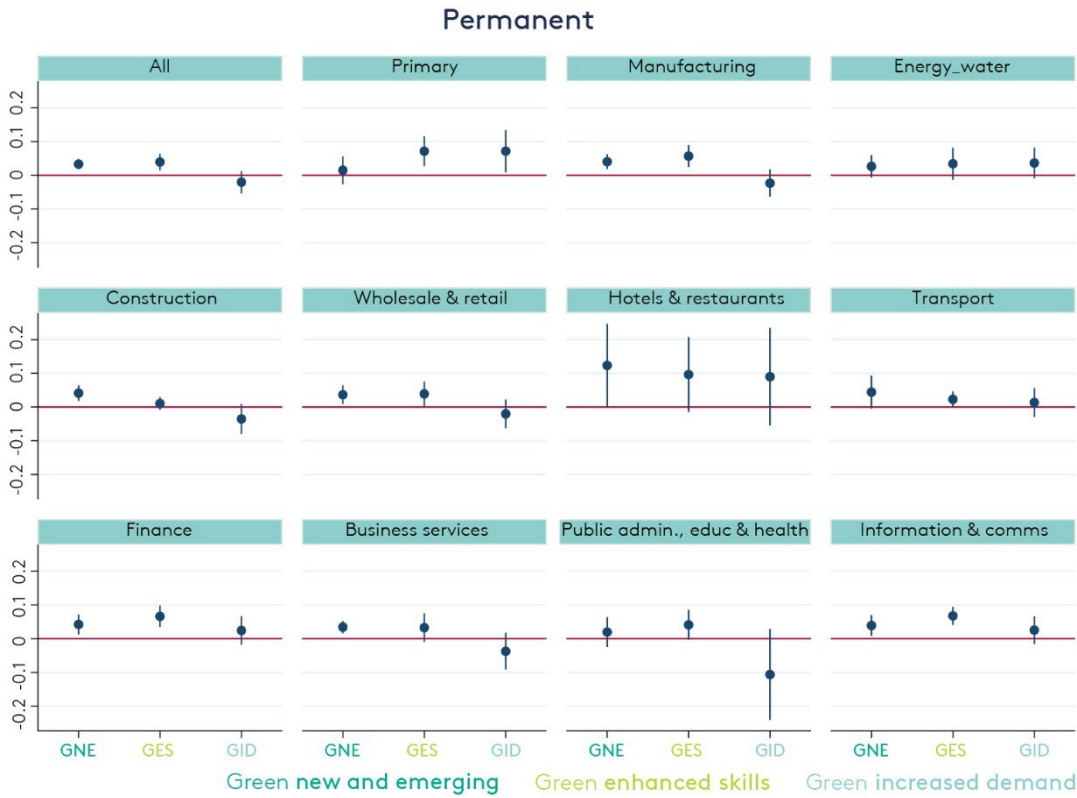 Permanent
All Primary Manufacturing Energy_water
0.2
0.1
0
-0.1
-0.2
Construction Wholesale & retail Hotels & restaurants Transport
0.2
0.1
0
-0.1
-0.2
Finance Business services Public admin., educ & health Information & comms
0.2
0.1
0
-0.1
-0.2
GNE GES GID GNE GES GID GNE GES GID GNE GES GID
Green new and emerging Green enhanced skills Green increased demand